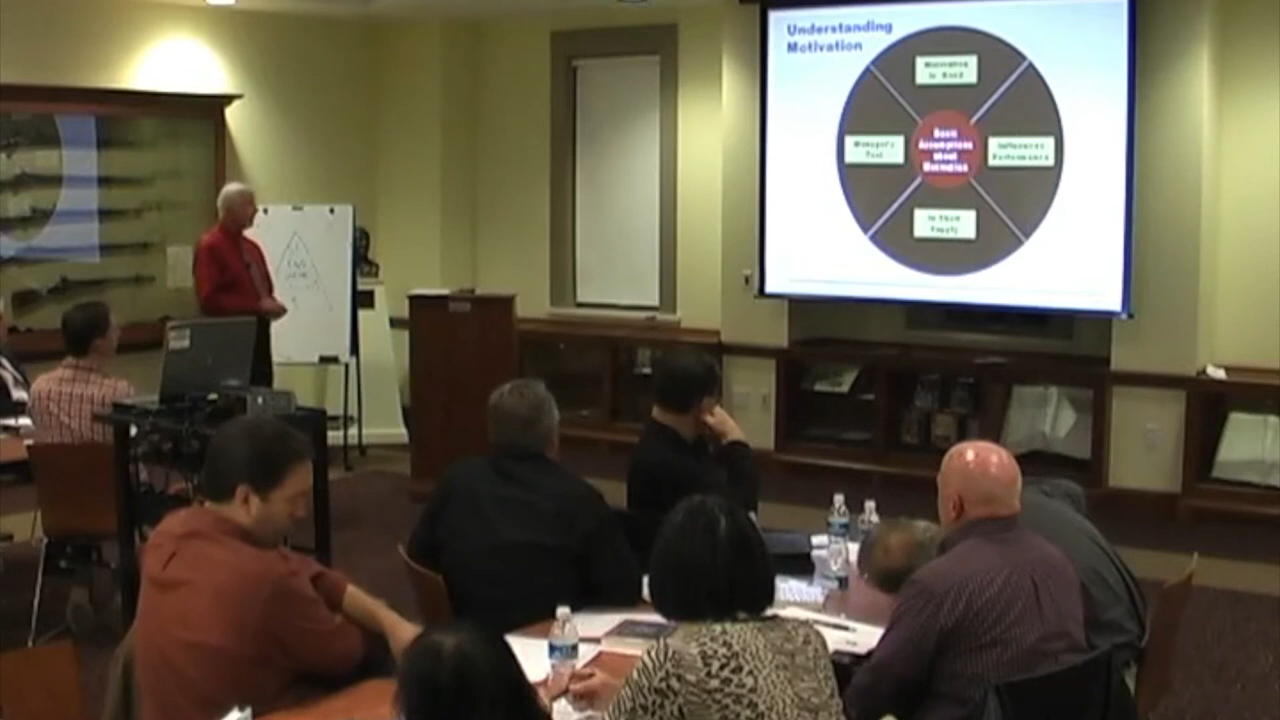 Understanding
Motivation
Motivation
is Good
Manager's
Tool
Basic
Assumptions
about
Motivation
Influences
Performance
In Short
Supply